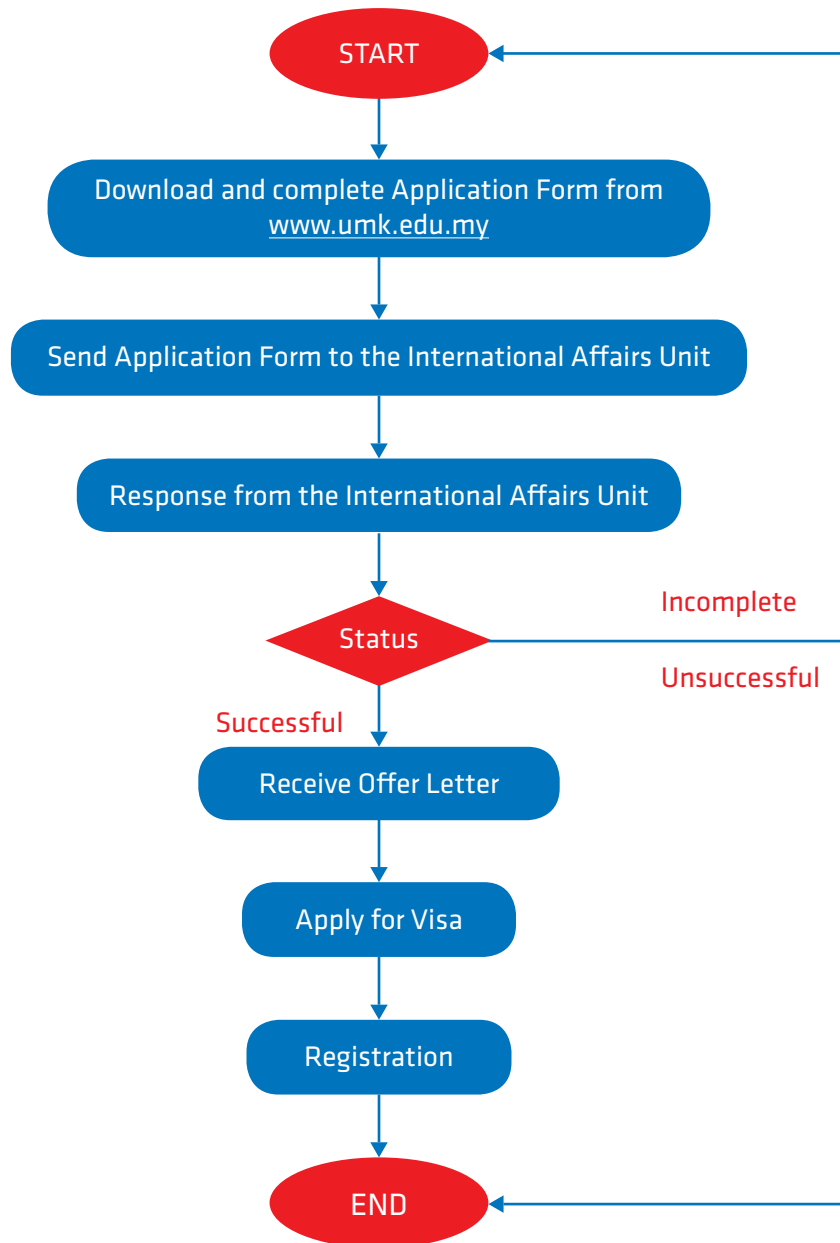 START
Download and complete Application Form from
www.umk.edu.my
Send Application Form to the International Affairs Unit
Response from the International Affairs Unit
Status
Incomplete
Unsuccessful
Successful
Receive Offer Letter
Apply for Visa
Registration
END